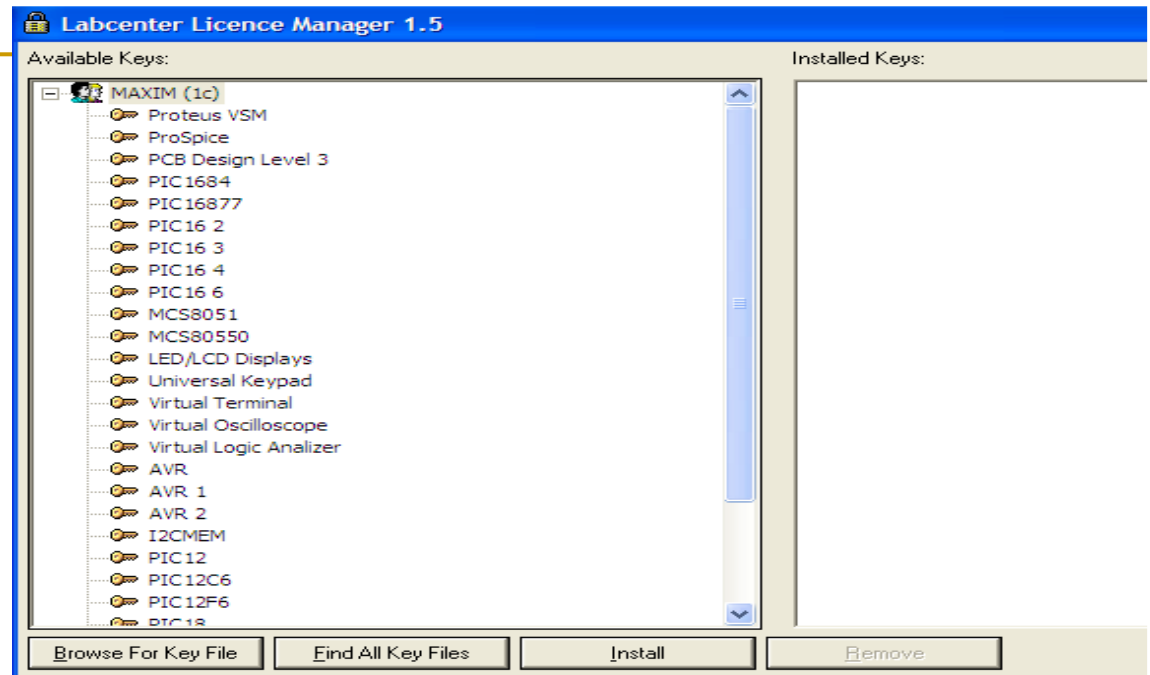 Labcenter Licence Manager 1.5
Available Keys:
Installed Keys:
MAXIM (1c)
Proteus VSM
ProSpice
PCB Design Level 3
PIC1684
PIC16877
PIC16 2
PIC16 3
PIC16 4
PIC16 6
MCS8051
MCS80550
LED/LCD Displays
Universal Keypad
Virtual Terminal
Virtual Oscilloscope
Virtual Logic Analizer
AVR
AVR 1
AVR 2
I2CMEM
PIC12
PIC12C6
PIC12F6
PIC18
Browse For Key File
Find All Key Files
Install
Remove